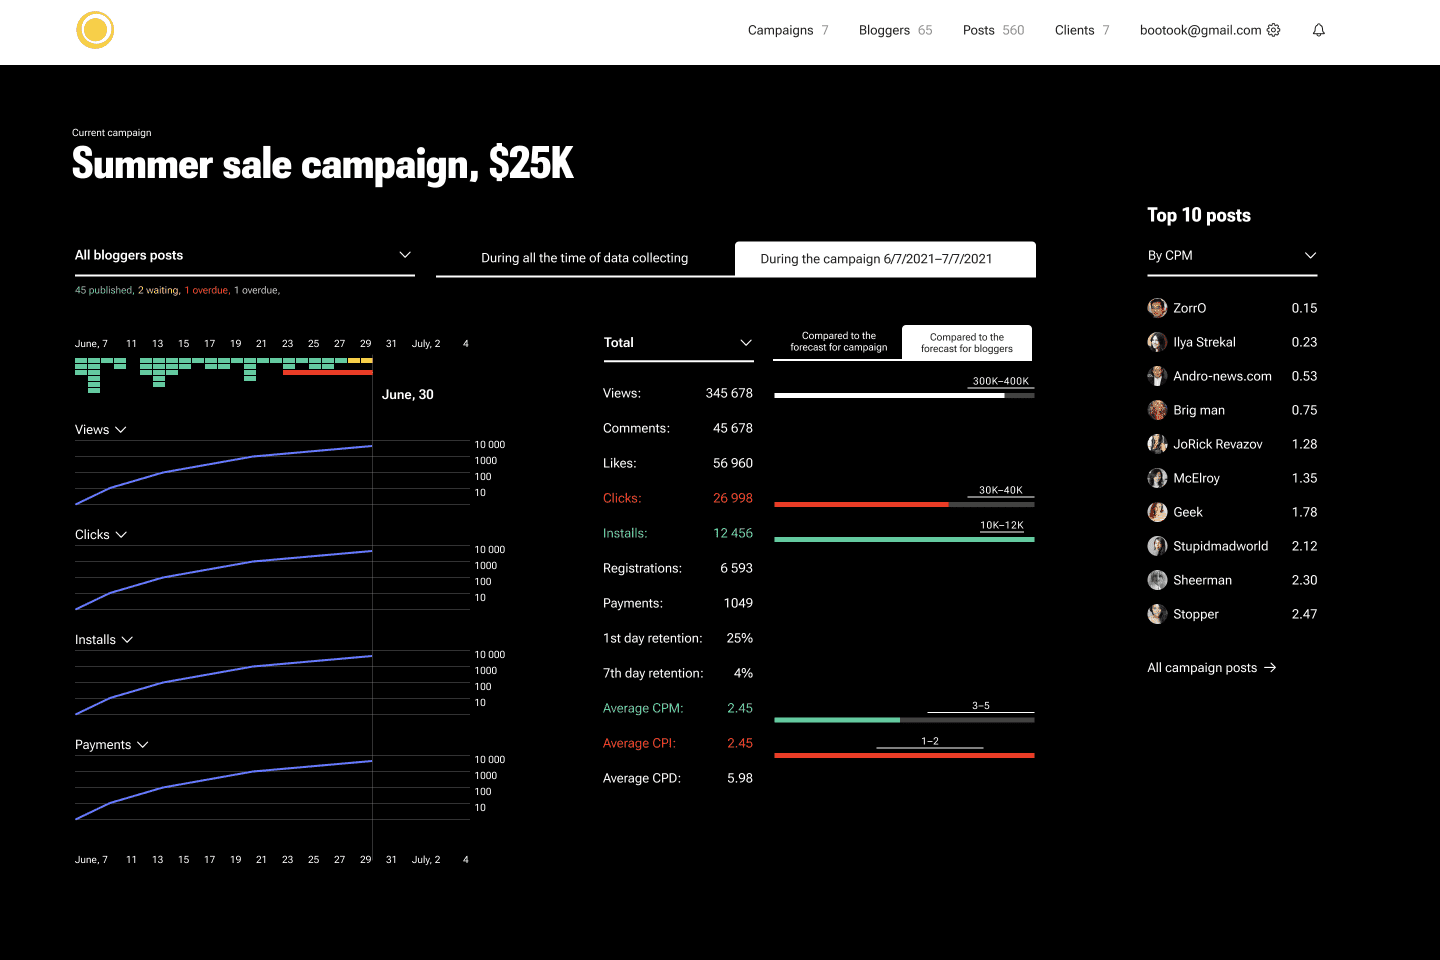 Campaigns 7 Bloggers 65 Posts 560 Clients 7 bootook@gmail.com
Current campaign
Summer sale campaign, $25K
All bloggers posts
45 published, 2 waiting, 1 overdue, 1 overdue,
During all the time of data collecting
During the campaign 6/7/2021–7/7/2021
June, 7 11 13 15 17 19 21 23 25 27 29 31 July, 2 4
June, 30
Views
10 000
1000
100
10
Clicks
10 000
1000
100
10
Installs
10 000
1000
100
10
Payments
10 000
1000
100
10
June, 7 11 13 15 17 19 21 23 25 27 29 31 July, 2 4
Total
Compared to the
forecast for campaign
Compared to the
forecast for bloggers
Views: 345 678 300K–400K
Comments: 45 678
Likes: 56 960
Clicks: 26 998 30K–40K
Installs: 12 456 10K–12K
Registrations: 6 593
Payments: 1049
1st day retention: 25%
7th day retention: 4%
Average CPM: 2.45 3–5
Average CPI: 2.45 1–2
Average CPD: 5.98
Top 10 posts
By CPM
ZorrO 0.15
Ilya Strekal 0.23
Andro-news.com 0.53
Brig man 0.75
JoRick Revazov 1.28
McElroy 1.35
Geek 1.78
Stupidmadworld 2.12
Sheerman 2.30
Stopper 2.47
All campaign posts